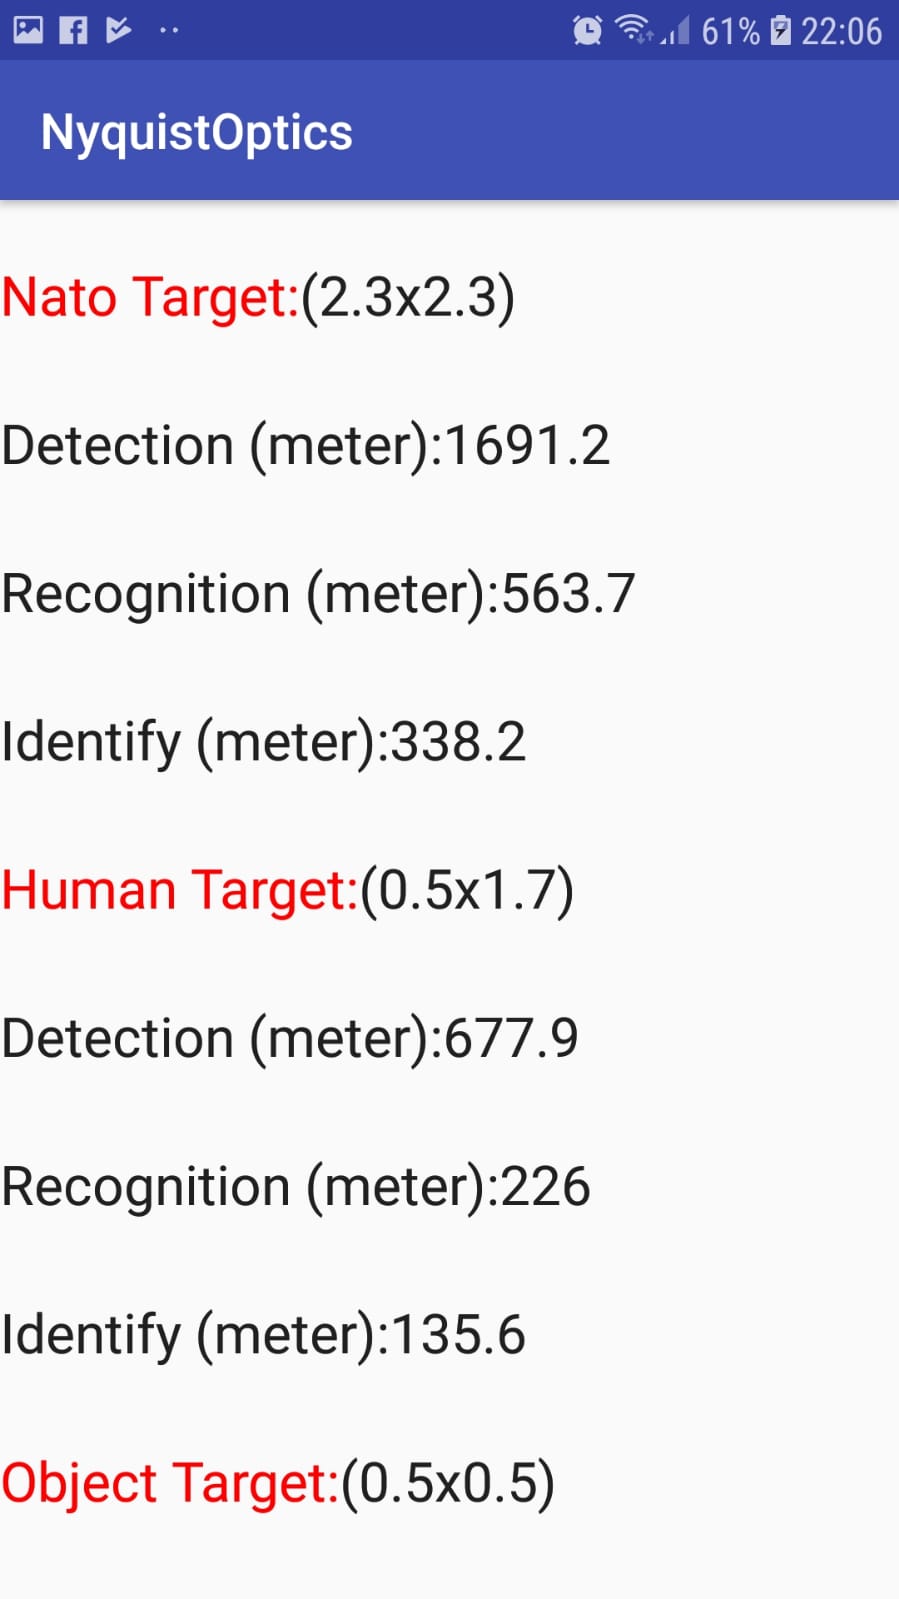 61% 22:06
NyquistOptics
Nato Target:(2.3x2.3)
Detection (meter):1691.2
Recognition (meter):563.7
Identify (meter):338.2
Human Target:(0.5x1.7)
Detection (meter):677.9
Recognition (meter):226
Identify (meter):135.6
Object Target:(0.5x0.5)